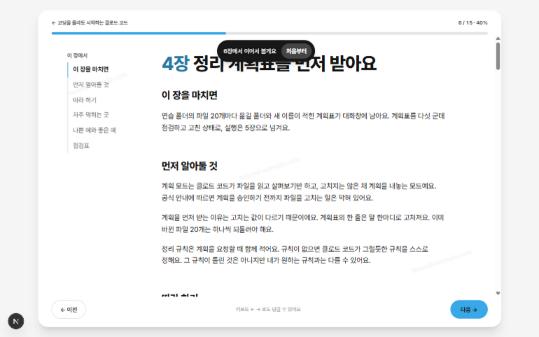 ← 코딩을 몰라도 시작하는 클로드 코드
6 / 15 · 40%
6장에서 이어서 볼게요 처음부터
4장 정리 계획표를 먼저 받아요
이 장에서
이 장을 마치면
먼저 알아둘 것
따라 하기
자주 막히는 곳
나쁜 예와 좋은 예
점검표
이 장을 마치면
연습 폴더의 파일 20개마다 옮길 폴더와 새 이름이 적힌 계획표가 대화창에 남아요. 계획표를 다섯 군데
점검하고 고친 상태로, 실행은 5장으로 넘겨요.
먼저 알아둘 것
계획 모드는 클로드 코드가 파일을 읽고 살펴보기만 하고, 고치지는 않은 채 계획을 내놓는 모드예요.
공식 안내에 따르면 계획을 승인하기 전까지 파일을 고치는 일은 막혀 있어요.
계획을 먼저 받는 이유는 고치는 값이 다르기 때문이에요. 계획표의 한 줄은 말 한마디로 고쳐져요. 이미
바뀐 파일 20개는 하나씩 되돌려야 해요.
정리 규칙은 계획을 요청할 때 함께 적어요. 규칙이 없으면 클로드 코드가 그럴듯한 규칙을 스스로
정해요. 그 규칙이 틀린 것은 아니지만 내가 원하는 규칙과는 다를 수 있어요.
따라 하기
← 이전
다음 →
N